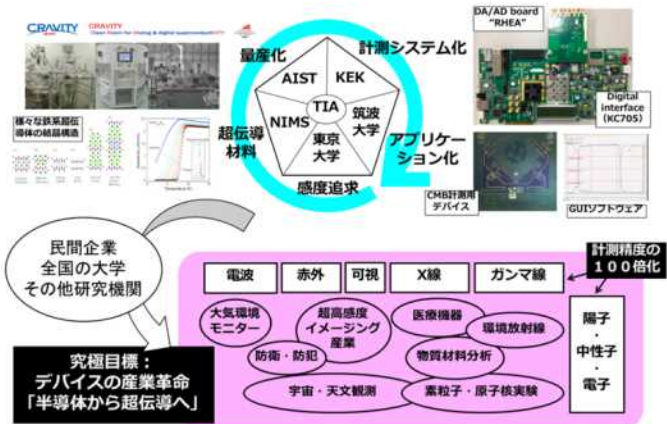 CRAVITY
CRAVITY
量産化
計測システム化
AIST
KEK
TIA
NIMS
筑波
大学
東京
大学
超伝導
材料
アプリケー
ション化
感度追求
様々な鉄系超伝
導体の結晶構造
DA/AD board
“RHEA”
Digital
interface
(KC705)
CMB計測用
デバイス
GUIソフトウェア
民間企業
全国の大学
その他研究機関
計測精度の
100倍化
電波
赤外
可視
X線
ガンマ線
大気環境
モニター
超高感度
イメージング
産業
医療機器
環境放射線
防衛・防犯
物質材料分析
宇宙・天文観測
素粒子・原子核実験
陽子
・
中性子
・
電子
究極目標：
デバイスの産業革命
「半導体から超伝導へ」